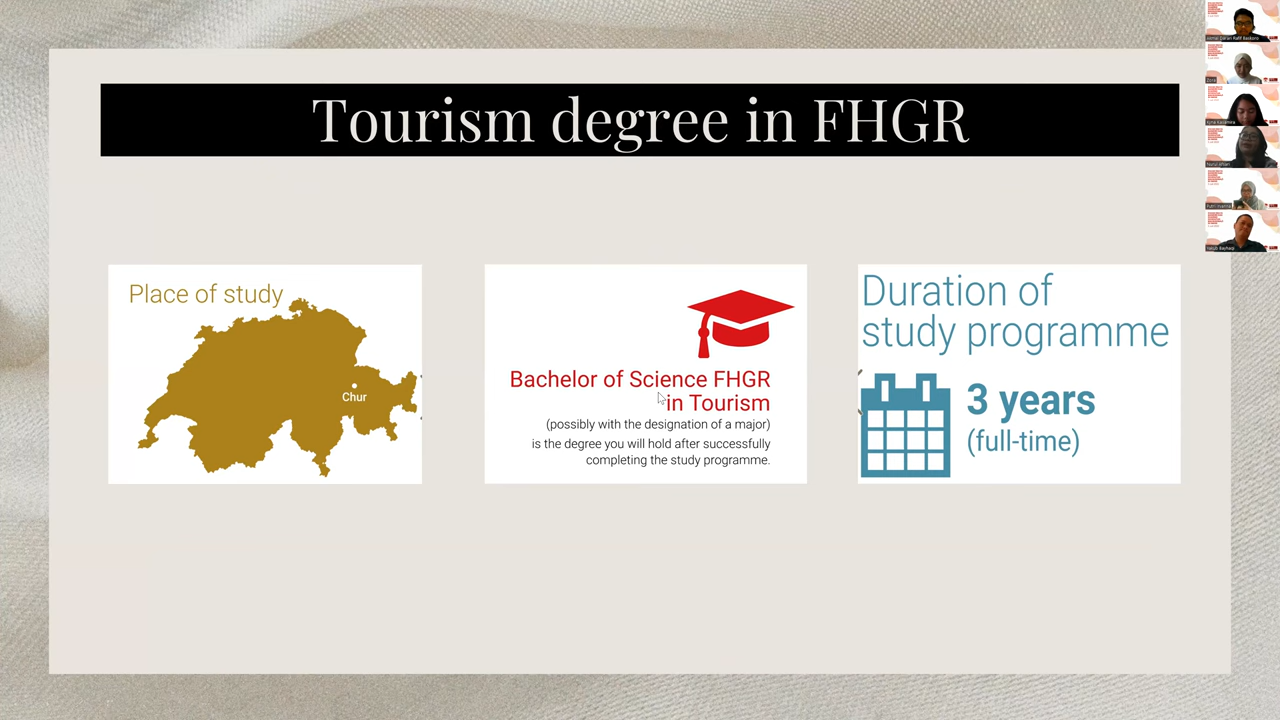 Tourism degree in FHGR
Place of study
Chur
Bachelor of Science FHGR
in Tourism
(possibly with the designation of a major)
is the degree you will hold after successfully
completing the study programme.
Duration of
study programme
3 years
(full-time)